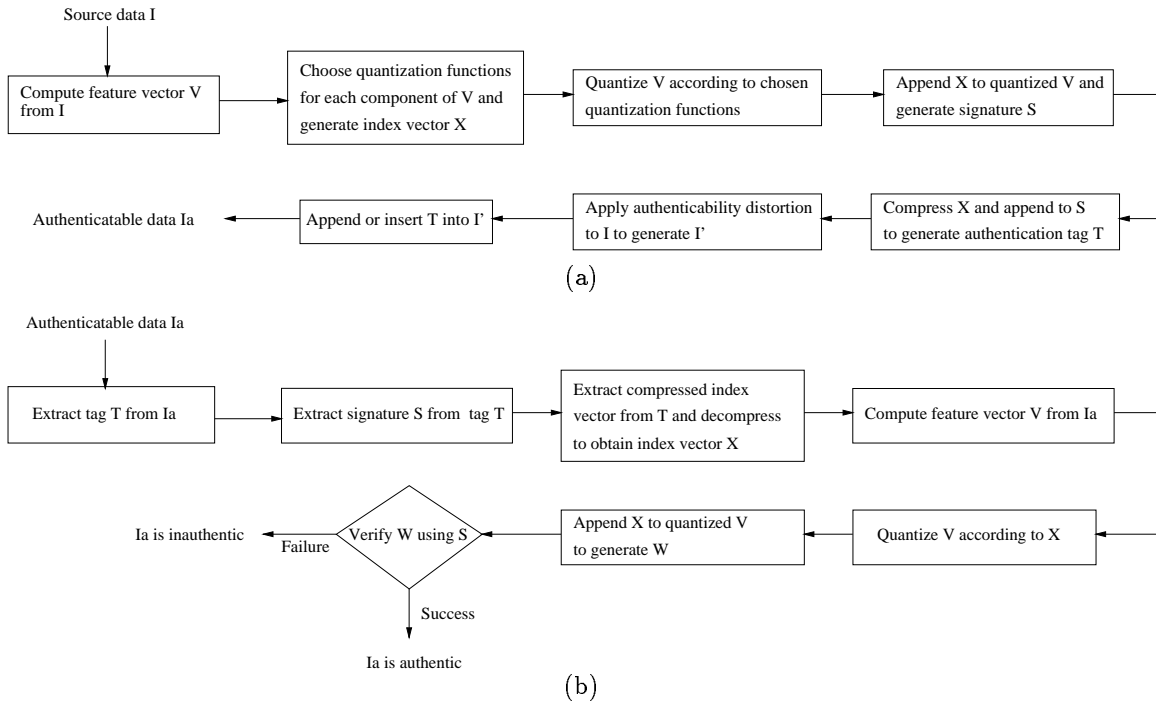 Source data I
Compute feature vector V
from I
Choose quantization functions
for each component of V and
generate index vector X
Quantize V according to chosen
quantization functions
Append X to quantized V and
generate signature S
Authenticatable data Ia
Append or insert T into I'
Apply authenticability distortion
to I to generate I'
Compress X and append to S
to generate authentication tag T
(a)
Authenticatable data Ia
Extract tag T from Ia
Extract signature S from tag T
Extract compressed index
vector from T and decompress
to obtain index vector X
Compute feature vector V from Ia
Ia is inauthentic
Failure
Verify W using S
Append X to quantized V
to generate W
Quantize V according to X
Success
Ia is authentic
(b)